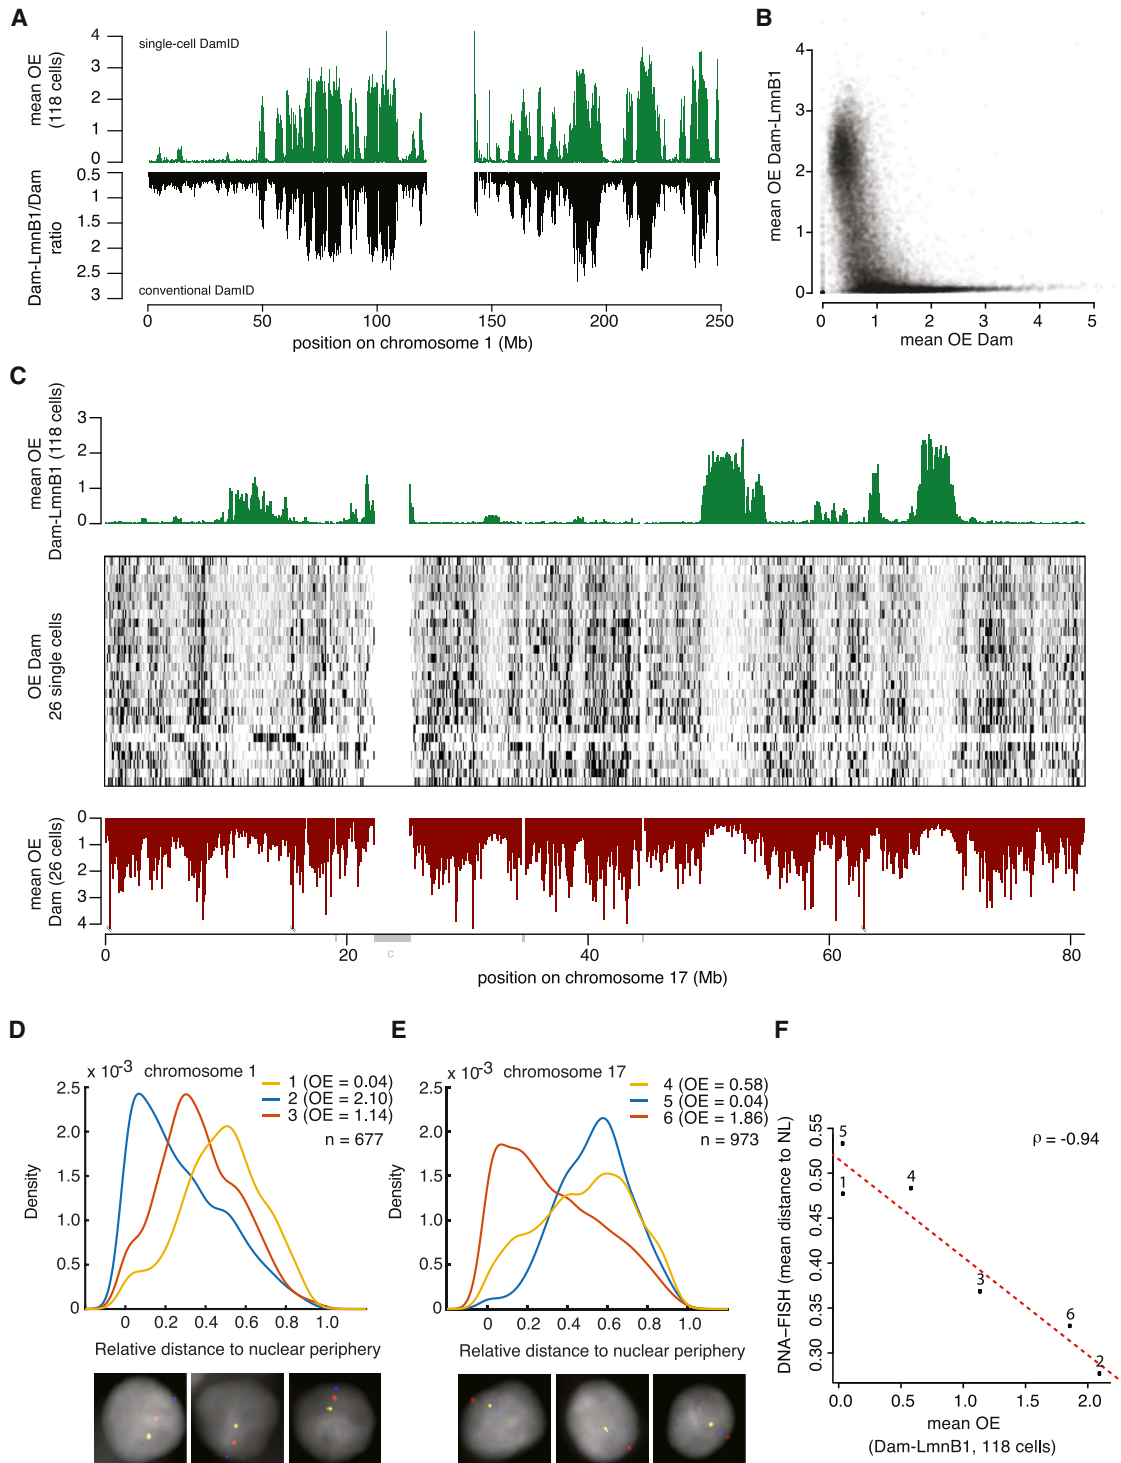 A
single-cell DamID
mean OE
(118 cells)
4
3
2
1
0
0.5
1
1.5
2
2.5
3
Dam-LmnB1/Dam
ratio
conventional DamID
0 50 100 150 200 250
position on chromosome 1 (Mb)
B
mean OE Dam-LmnB1
4
3
2
1
0
0 1 2 3 4 5
mean OE Dam
C
mean OE
Dam-LmnB1 (118 cells)
3
2
1
0
OE Dam
26 single cells
mean OE
Dam (26 cells)
0
1
2
3
4
0 20 40 60 80
c
position on chromosome 17 (Mb)
D
x 10-3 chromosome 1
1 (OE = 0.04)
2 (OE = 2.10)
3 (OE = 1.14)
n = 677
Density
2.5
2.0
1.5
1.0
0.5
0
0 0.2 0.4 0.6 0.8 1.0
Relative distance to nuclear periphery
E
x 10-3 chromosome 17
4 (OE = 0.58)
5 (OE = 0.04)
6 (OE = 1.86)
n = 973
Density
2.5
2.0
1.5
1.0
0.5
0
0 0.2 0.4 0.6 0.8 1.0
Relative distance to nuclear periphery
F
ρ = -0.94
DNA–FISH (mean distance to NL)
0.55
0.50
0.45
0.40
0.35
0.30
5
1
4
3
6
2
0.0 0.5 1.0 1.5 2.0
mean OE
(Dam-LmnB1, 118 cells)